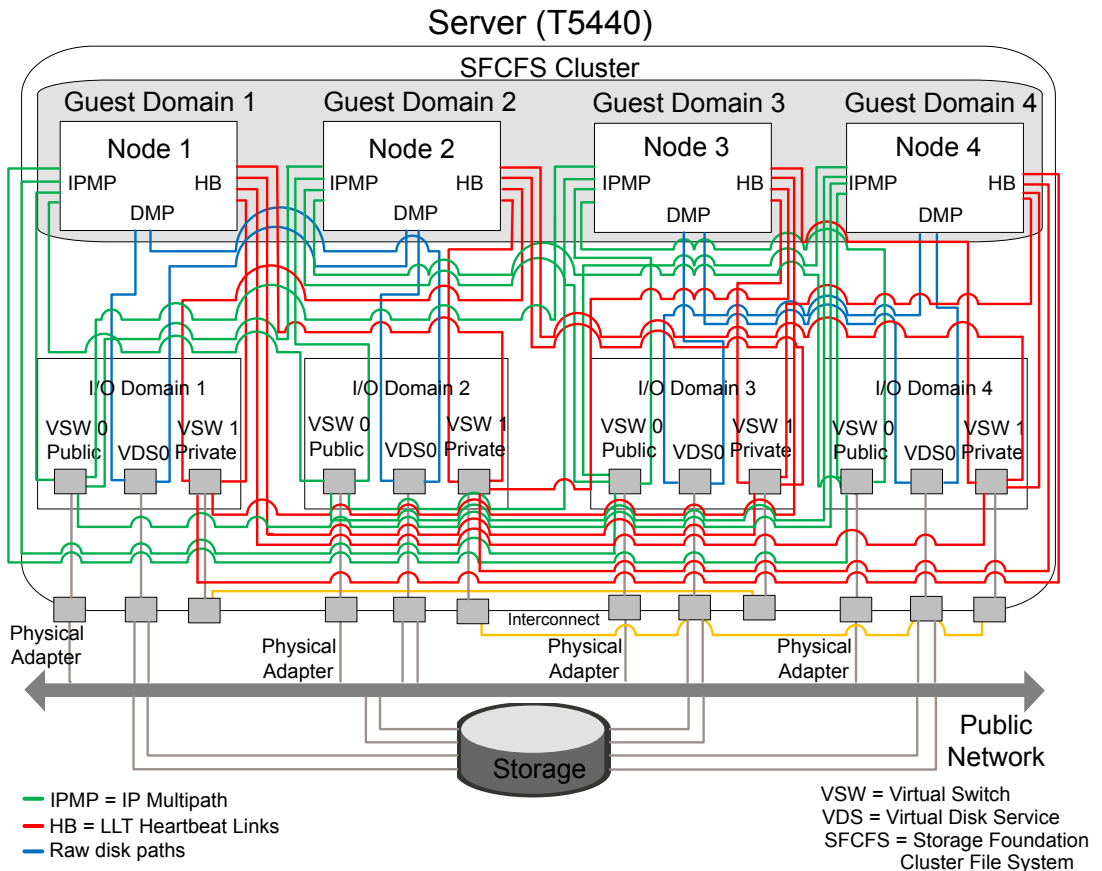 Server (T5440)
SFCFS Cluster
Guest Domain 1
Guest Domain 2
Guest Domain 3
Guest Domain 4
Node 1
IPMP
HB
DMP
Node 2
IPMP
HB
DMP
Node 3
IPMP
HB
DMP
Node 4
IPMP
HB
DMP
I/O Domain 1
VSW 0
Public
VDS0
VSW 1
Private
I/O Domain 2
VSW 0
Public
VDS0
VSW 1
Private
I/O Domain 3
VSW 0
Public
VDS0
VSW 1
Private
I/O Domain 4
VSW 0
Public
VDS0
VSW 1
Private
Interconnect
Physical
Adapter
Physical
Adapter
Physical
Adapter
Physical
Adapter
Public
Network
Storage
IPMP = IP Multipath
HB = LLT Heartbeat Links
Raw disk paths
VSW = Virtual Switch
VDS = Virtual Disk Service
SFCFS = Storage Foundation
Cluster File System